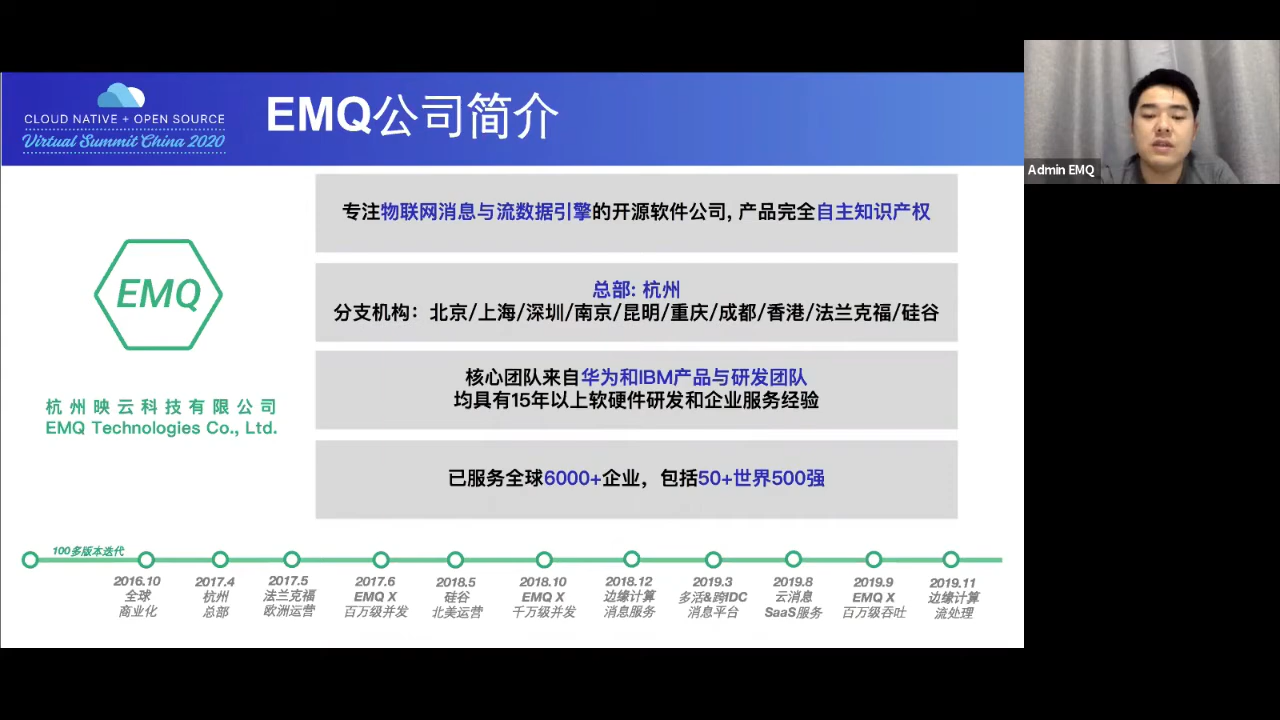 CLOUD NATIVE + OPEN SOURCE
Virtual Summit China 2020
EMQ公司简介
Admin EMQ
EMQ
杭州映云科技有限公司
EMQ Technologies Co., Ltd.
专注物联网消息与流数据引擎的开源软件公司, 产品完全自主知识产权
总部: 杭州
分支机构：北京/上海/深圳/南京/昆明/重庆/成都/香港/法兰克福/硅谷
核心团队来自华为和IBM产品与研发团队
均具有15年以上软硬件研发和企业服务经验
已服务全球6000+企业，包括50+世界500强
100多版本迭代
2016.10
全球
商业化
2017.4
杭州
总部
2017.5
法兰克福
欧洲运营
2017.6
EMQ X
百万级并发
2018.5
硅谷
北美运营
2018.10
EMQ X
千万级并发
2018.12
边缘计算
消息服务
2019.3
多活&跨IDC
消息平台
2019.8
云消息
SaaS服务
2019.9
EMQ X
百万级吞吐
2019.11
边缘计算
流处理